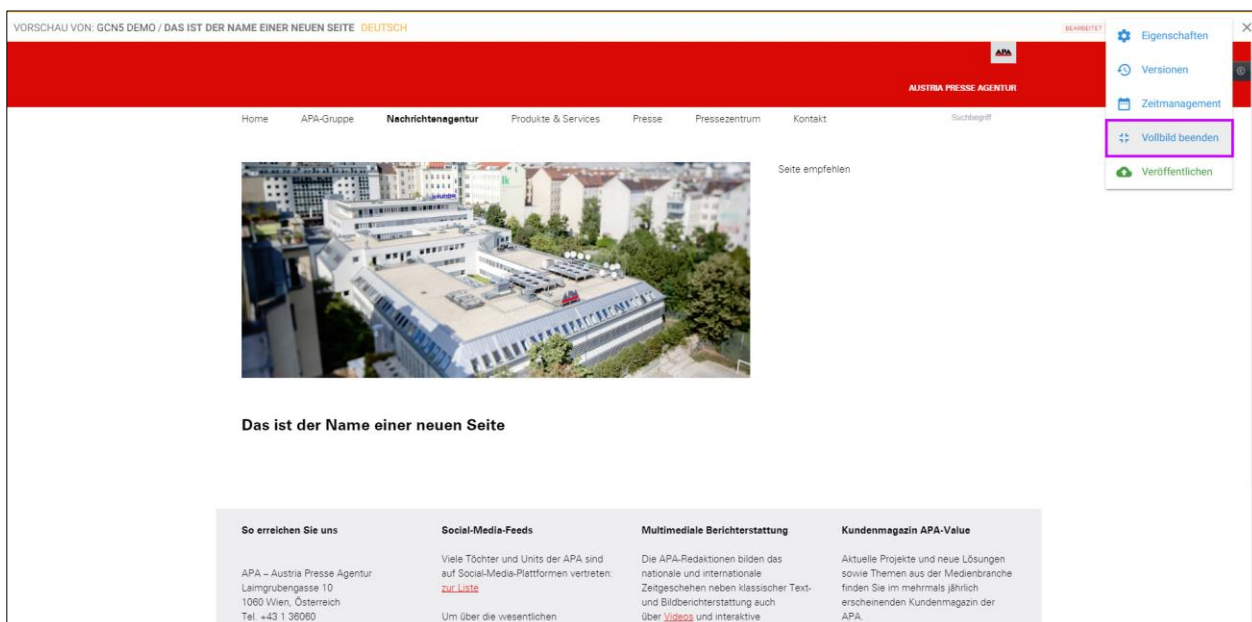 VORSCHAU VON: GCN5 DEMO / DAS IST DER NAME EINER NEUEN SEITE DEUTSCH
BEARBEITET
Eigenschaften
Versionen
Zeitmanagement
Vollbild beenden
Veröffentlichen
APA
AUSTRIA PRESSE AGENTUR
Home APA-Gruppe Nachrichtenagentur Produkte & Services Presse Pressezentrum Kontakt Suchbegriff
Seite empfehlen
Das ist der Name einer neuen Seite
So erreichen Sie uns
APA – Austria Presse Agentur
Laimgrubengasse 10
1060 Wien, Österreich
Tel. +43 1 36060
Social-Media-Feeds
Viele Töchter und Units der APA sind
auf Social-Media-Plattformen vertreten:
zur Liste
Um über die wesentlichen
Multimediale Berichterstattung
Die APA-Redaktionen bilden das
nationale und internationale
Zeitgeschehen neben klassischer Text-
und Bildberichterstattung auch
über Videos und interaktive
Kundenmagazin APA-Value
Aktuelle Projekte und neue Lösungen
sowie Themen aus der Medienbranche
finden Sie im mehrmals jährlich
erscheinenden Kundenmagazin der
APA.